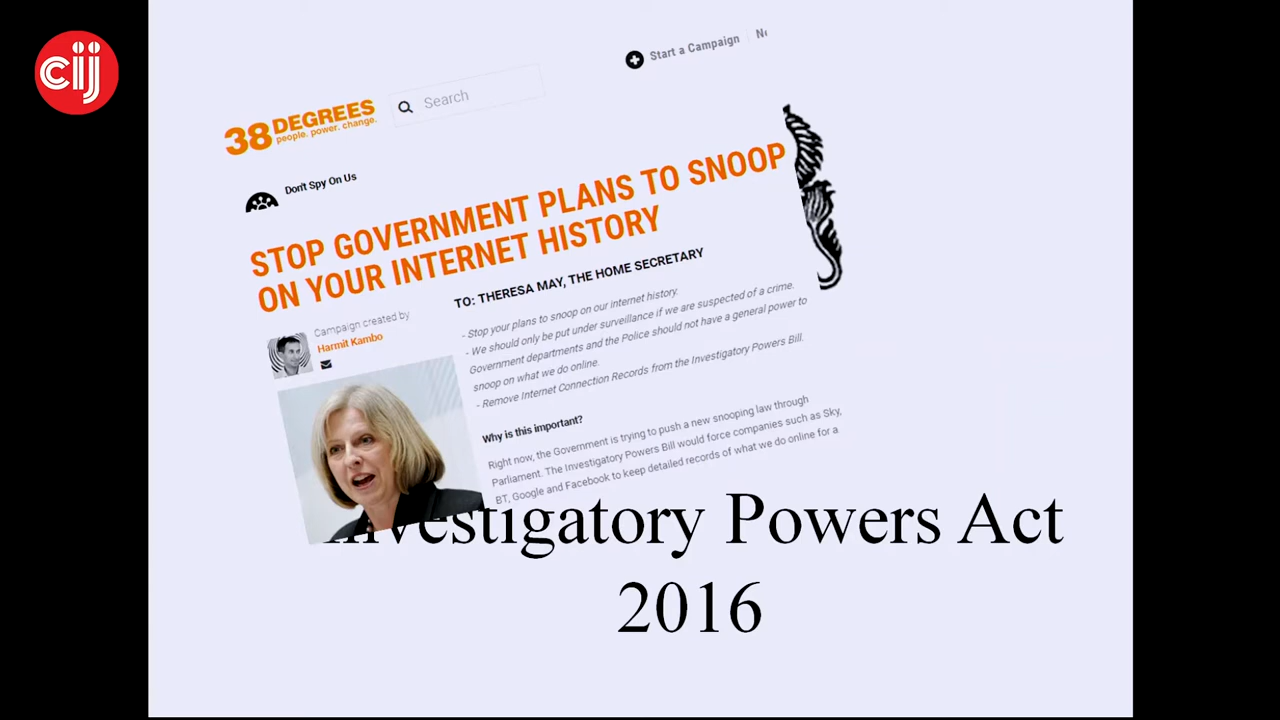 cij
Start a Campaign
38 DEGREES
people. power. change.
Search
Don't Spy On Us
STOP GOVERNMENT PLANS TO SNOOP
ON YOUR INTERNET HISTORY
TO: THERESA MAY, THE HOME SECRETARY
Campaign created by
Harmit Kambo
- Stop your plans to snoop on our internet history.
- We should only be put under surveillance if we are suspected of a crime.
Government departments and the Police should not have a general power to
snoop on what we do online.
- Remove Internet Connection Records from the Investigatory Powers Bill.
Why is this important?
Right now, the Government is trying to push a new snooping law through
Parliament. The Investigatory Powers Bill would force companies such as Sky,
BT, Google and Facebook to keep detailed records of what we do online for a
Investigatory Powers Act
2016